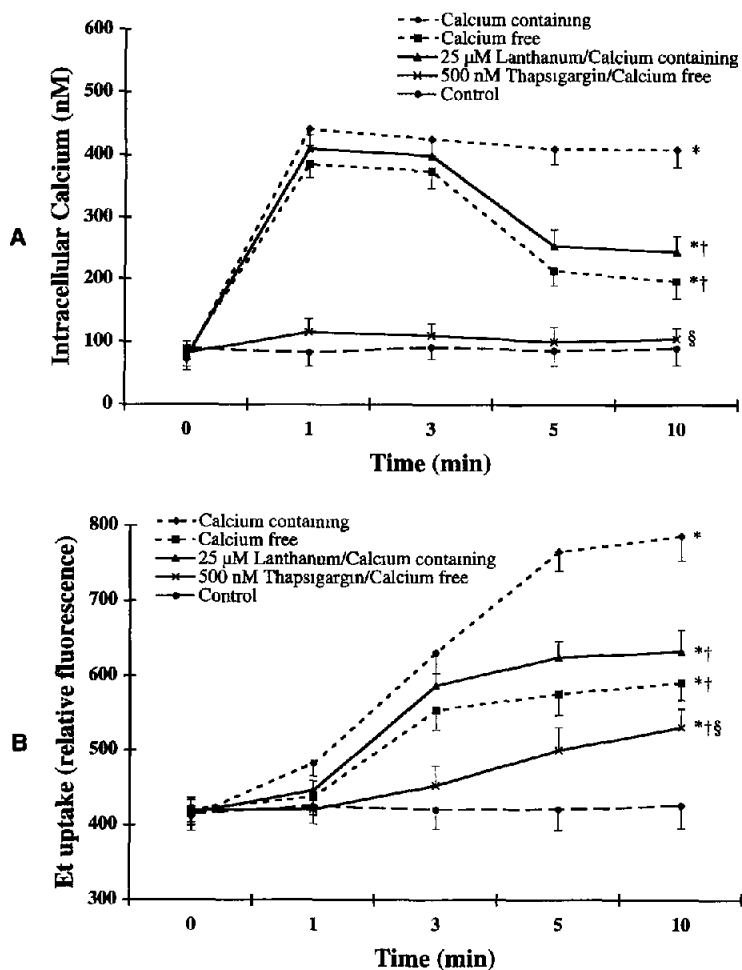 A
Intracellular Calcium (nM)
600
500
400
300
200
100
0
Calcium containing
Calcium free
25 µM Lanthanum/Calcium containing
500 nM Thapsigargin/Calcium free
Control
*
*†
*†
§
0 1 3 5 10
Time (min)
B
Et uptake (relative fluorescence)
800
700
600
500
400
300
Calcium containing
Calcium free
25 µM Lanthanum/Calcium containing
500 nM Thapsigargin/Calcium free
Control
*
*†
*†
*†§
0 1 3 5 10
Time (min)